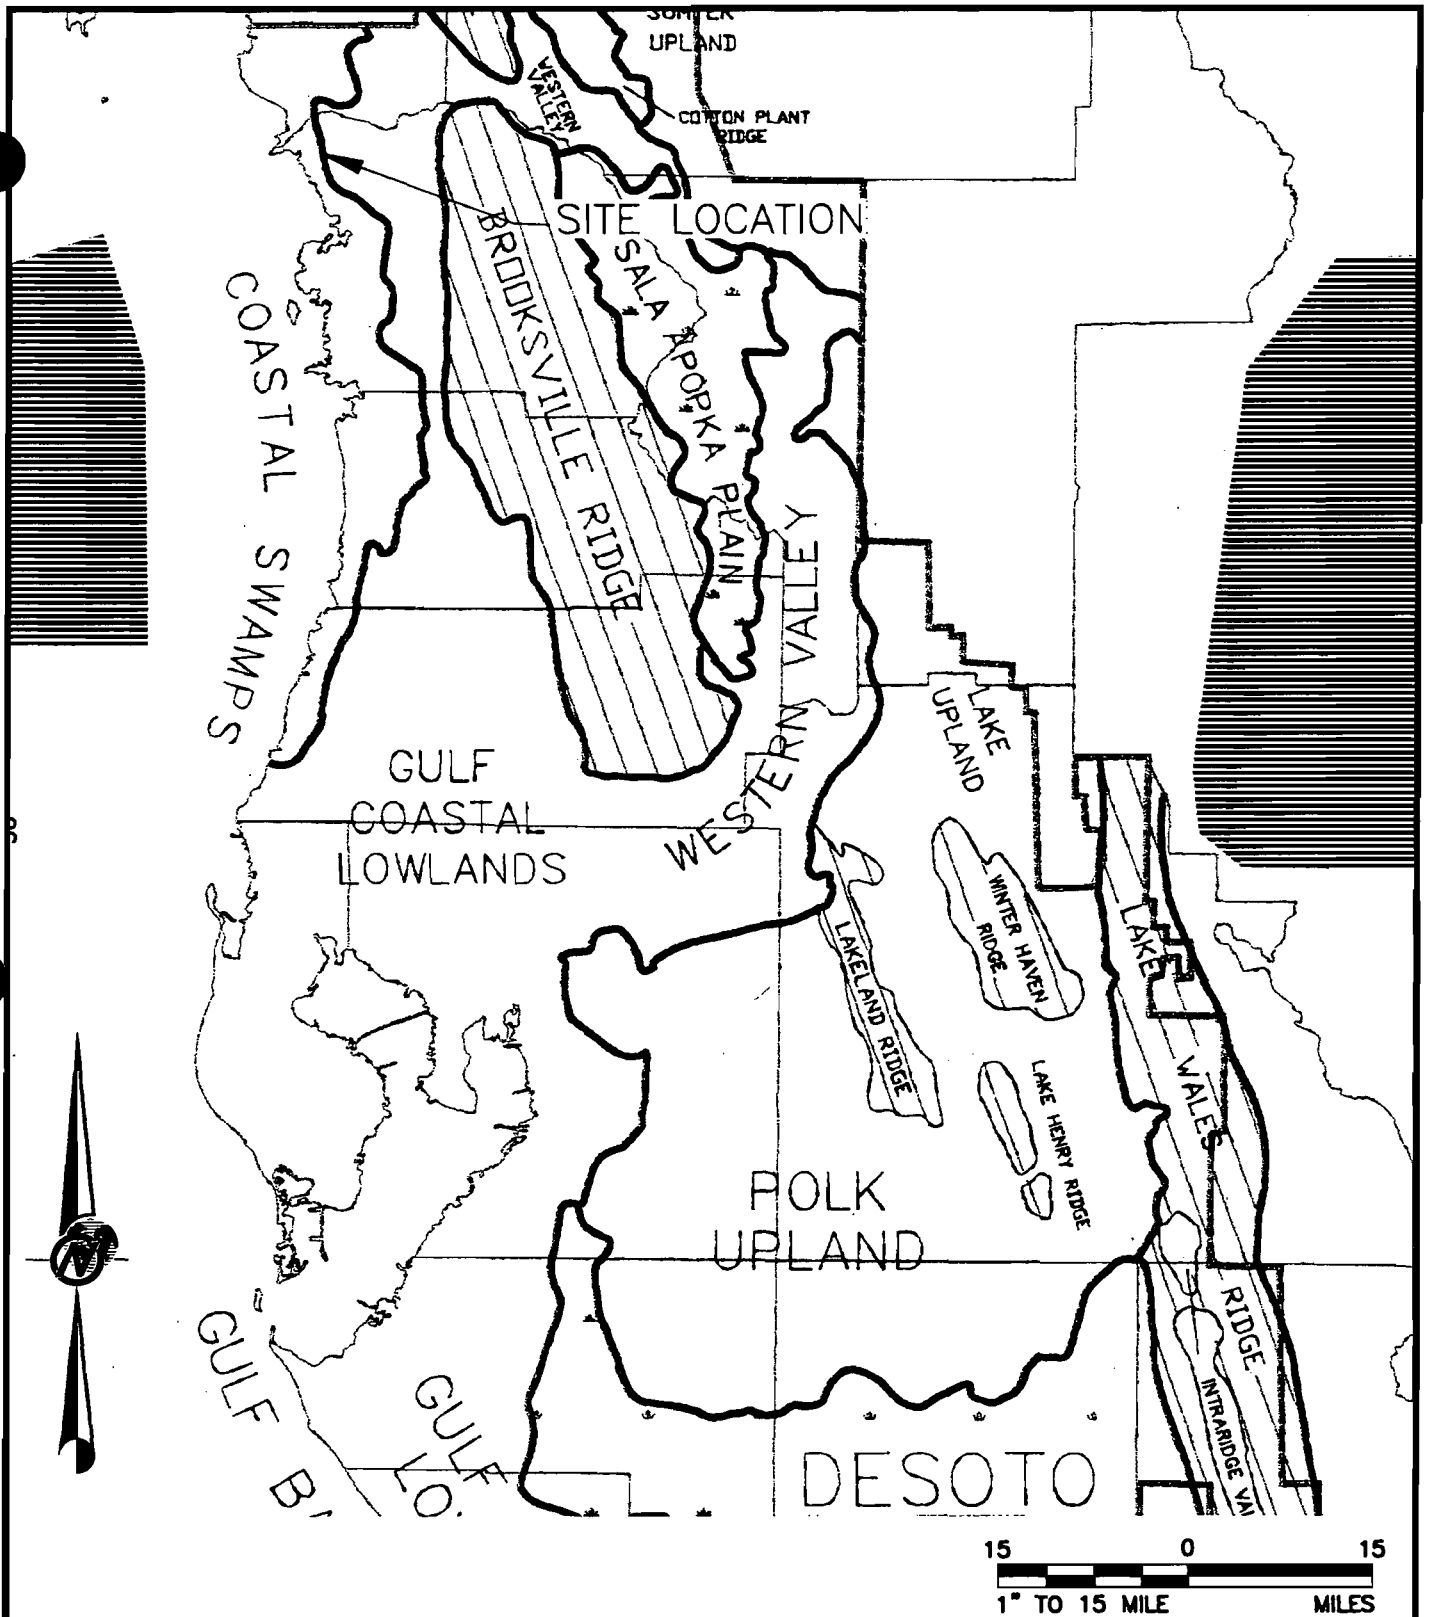 UPLAND
WESTERN
VALLEY
COTTON PLANT
RIDGE
SITE LOCATION
BROOKSVILLE RIDGE
SALA APOPKA PLAIN
COASTAL SWAMPS
WESTERN VALLEY
LAKE
UPLAND
GULF
COASTAL
LOWLANDS
WINTER HAVEN
RIDGE
LAKELAND RIDGE
LAKE WALES RIDGE
LAKE HENRY RIDGE
POLK
UPLAND
N
INTRARIDGE
GULF
GULF
DESOTO
15 0 15
1" TO 15 MILE MILES